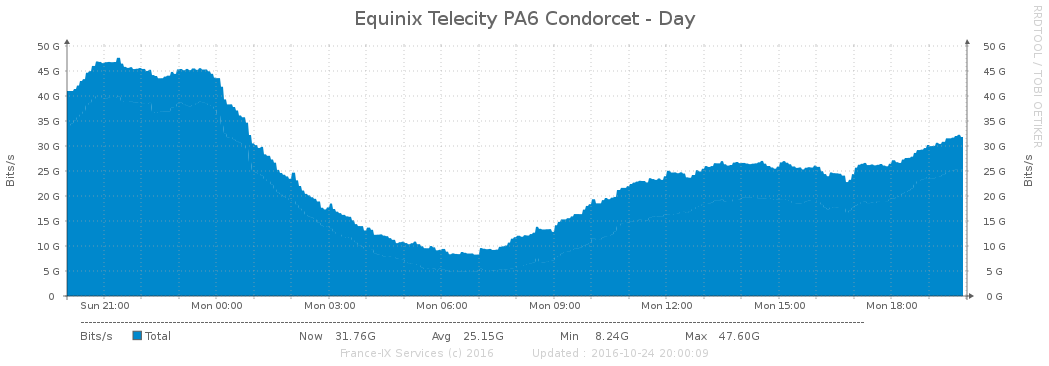 Equinix Telecity PA6 Condorcet - Day
RRDTOOL / TOBI OETIKER
Bits/s
50 G 50 G
45 G 45 G
40 G 40 G
35 G 35 G
30 G 30 G
25 G 25 G
20 G 20 G
15 G 15 G
10 G 10 G
5 G 5 G
0 0 G
Bits/s
Sun 21:00 Mon 00:00 Mon 03:00 Mon 06:00 Mon 09:00 Mon 12:00 Mon 15:00 Mon 18:00
Bits/s Total Now 31.76G Avg 25.15G Min 8.24G Max 47.60G
France-IX Services (c) 2016 Updated : 2016-10-24 20:00:09